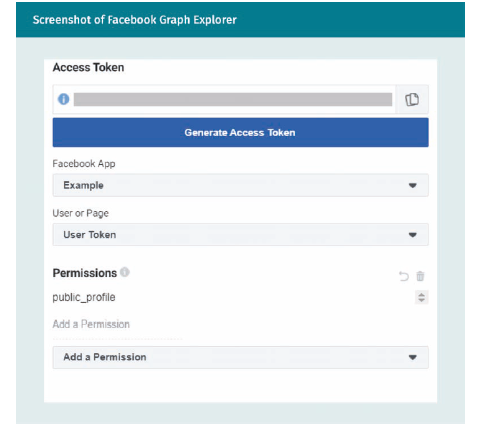 Screenshot of Facebook Graph Explorer
Access Token
Generate Access Token
Facebook App
Example
User or Page
User Token
Permissions
public_profile
Add a Permission
Add a Permission